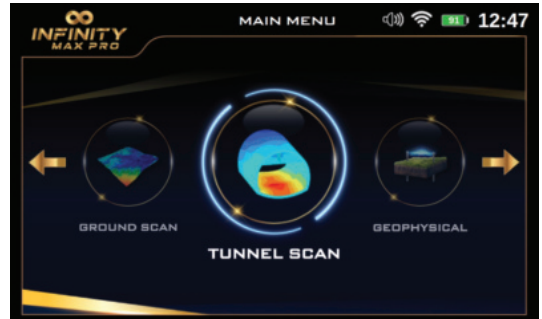 INFINITY
MAX PRO
MAIN MENU
91
12:47
GROUND SCAN
TUNNEL SCAN
GEOPHYSICAL